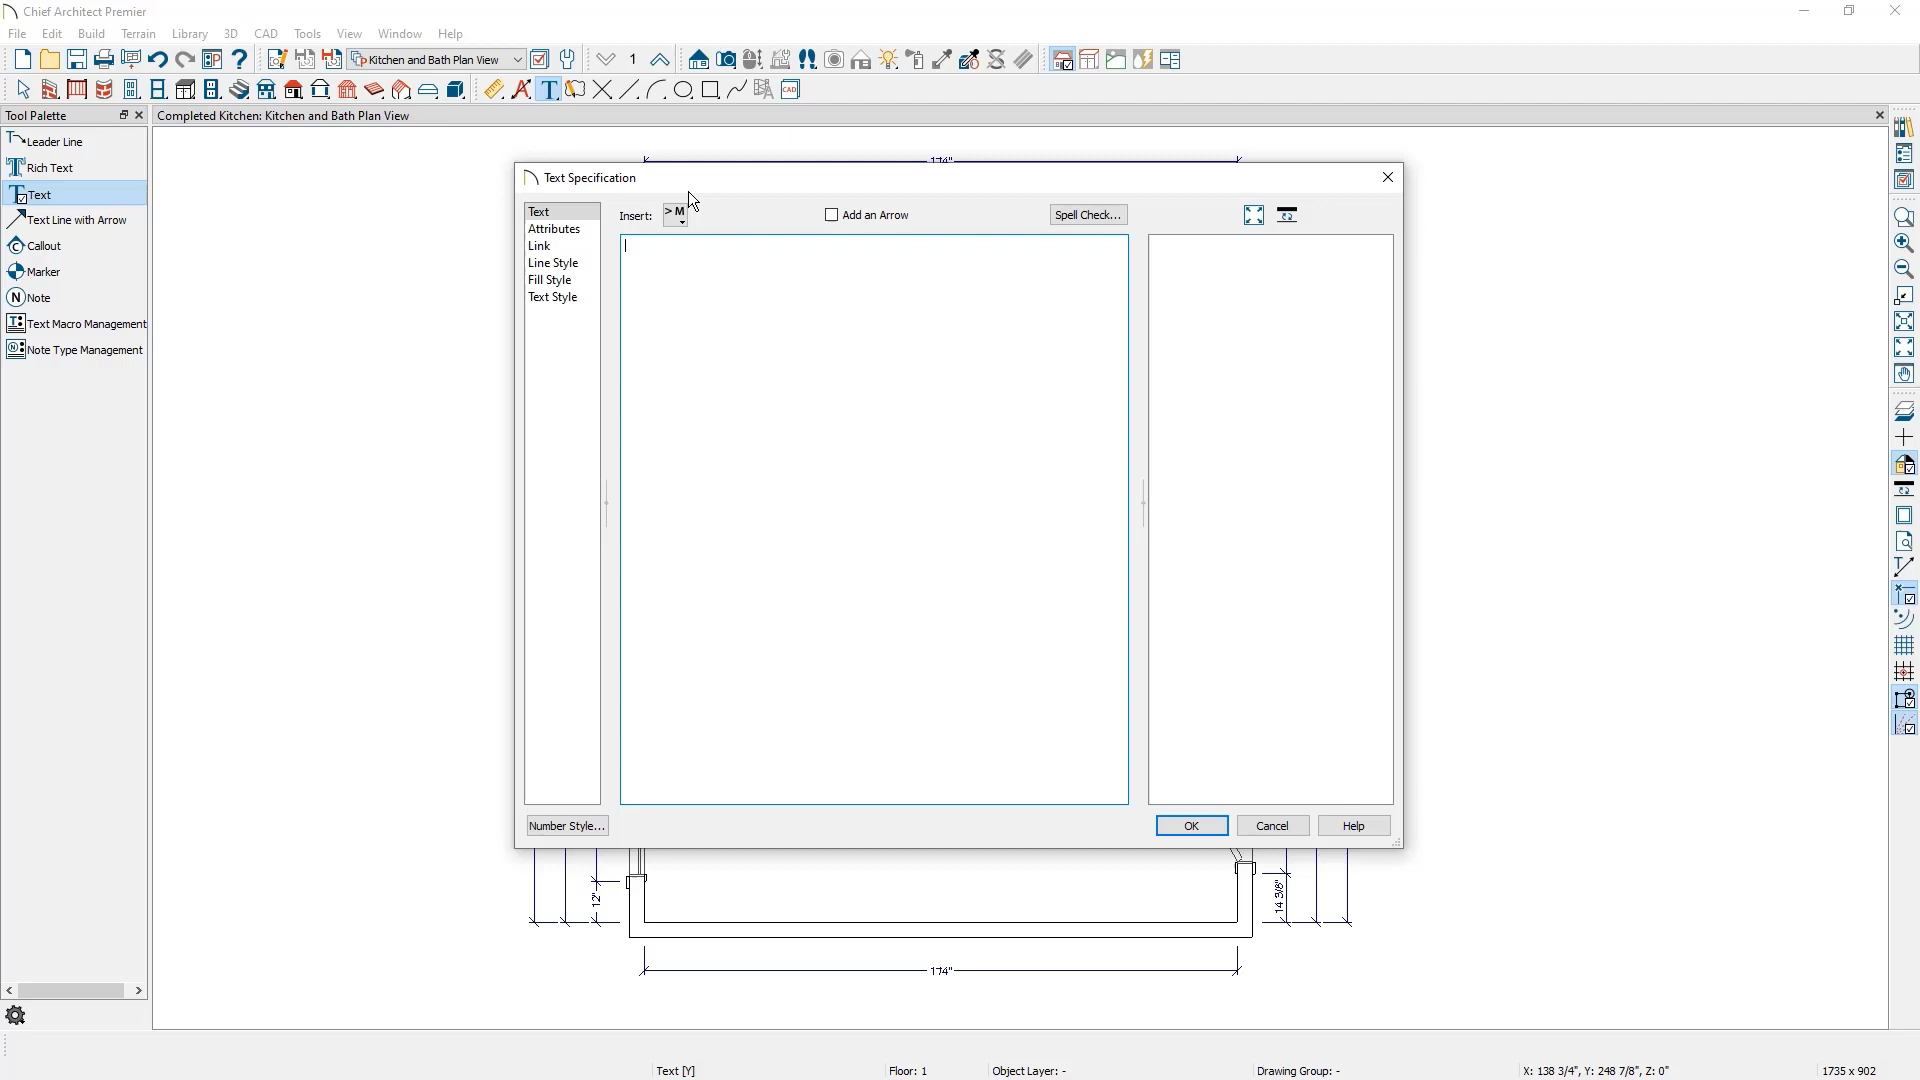 Chief Architect Premier
File Edit Build Terrain Library 3D CAD Tools View Window Help
Kitchen and Bath Plan View
1
Tool Palette
Completed Kitchen: Kitchen and Bath Plan View
Leader Line
Rich Text
Text
Text Line with Arrow
Callout
Marker
Note
Text Macro Management
Note Type Management
174"
Text Specification
Text
Attributes
Link
Line Style
Fill Style
Text Style
Insert: > M
Add an Arrow
Spell Check...
Number Style...
OK
Cancel
Help
12"
14 3/8"
174"
Text [Y]
Floor: 1
Object Layer: -
Drawing Group: -
X: 138 3/4", Y: 248 7/8", Z: 0"
1735 x 902